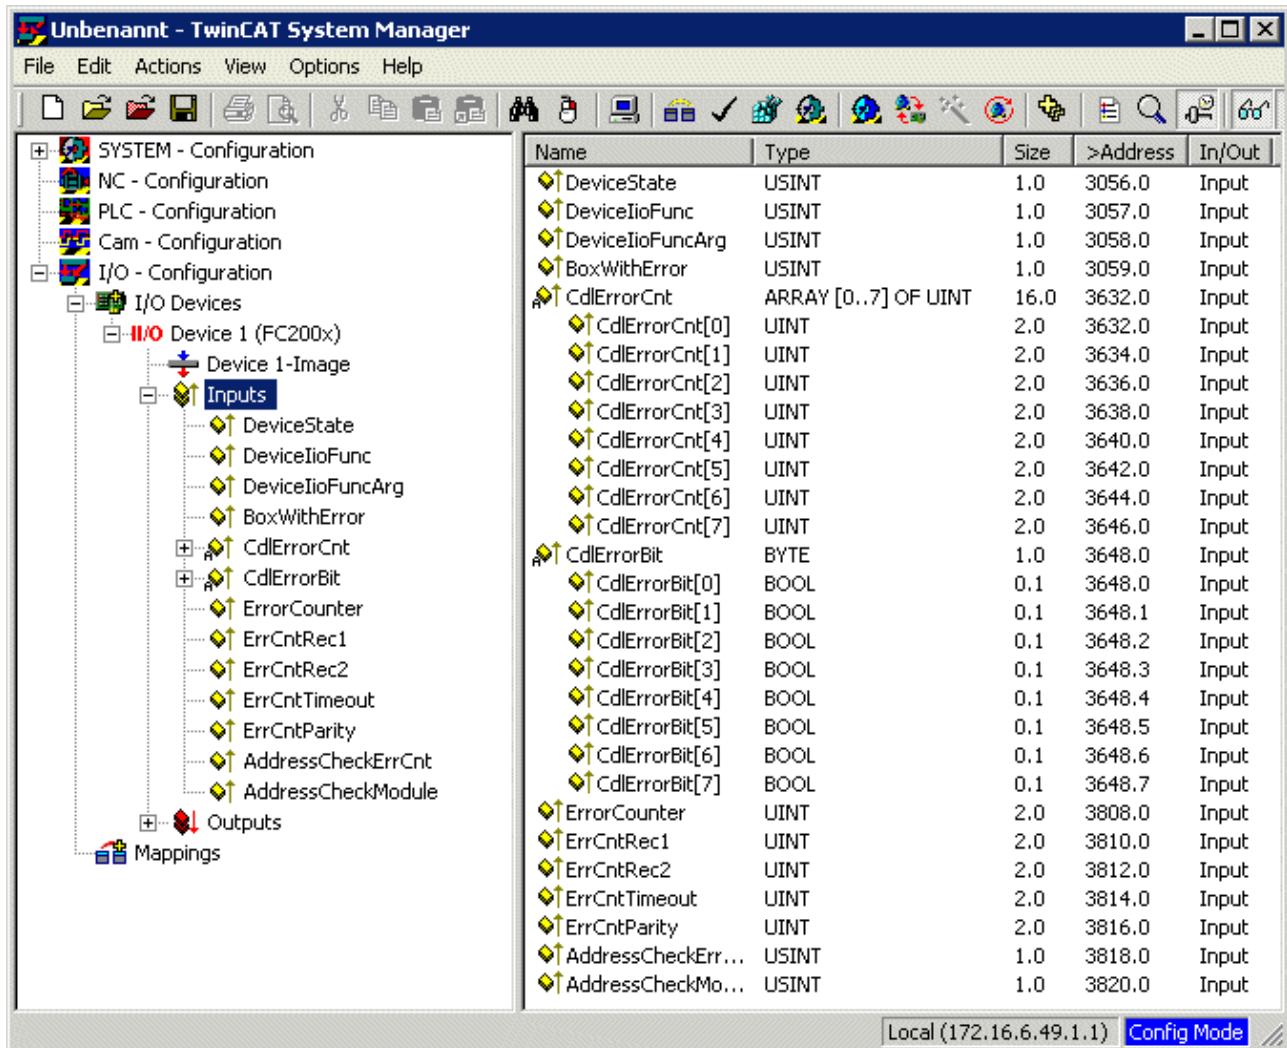 Unbenannt - TwinCAT System Manager
File Edit Actions View Options Help
SYSTEM - Configuration
NC - Configuration
PLC - Configuration
Cam - Configuration
I/O - Configuration
I/O Devices
Device 1 (FC200x)
Device 1-Image
Inputs
DeviceState
DeviceIioFunc
DeviceIioFuncArg
BoxWithError
CdlErrorCnt
CdlErrorBit
ErrorCounter
ErrCntRec1
ErrCntRec2
ErrCntTimeout
ErrCntParity
AddressCheckErrCnt
AddressCheckModule
Outputs
Mappings
Name Type Size >Address In/Out
DeviceState USINT 1.0 3056.0 Input
DeviceIioFunc USINT 1.0 3057.0 Input
DeviceIioFuncArg USINT 1.0 3058.0 Input
BoxWithError USINT 1.0 3059.0 Input
CdlErrorCnt ARRAY [0..7] OF UINT 16.0 3632.0 Input
CdlErrorCnt[0] UINT 2.0 3632.0 Input
CdlErrorCnt[1] UINT 2.0 3634.0 Input
CdlErrorCnt[2] UINT 2.0 3636.0 Input
CdlErrorCnt[3] UINT 2.0 3638.0 Input
CdlErrorCnt[4] UINT 2.0 3640.0 Input
CdlErrorCnt[5] UINT 2.0 3642.0 Input
CdlErrorCnt[6] UINT 2.0 3644.0 Input
CdlErrorCnt[7] UINT 2.0 3646.0 Input
CdlErrorBit BYTE 1.0 3648.0 Input
CdlErrorBit[0] BOOL 0.1 3648.0 Input
CdlErrorBit[1] BOOL 0.1 3648.1 Input
CdlErrorBit[2] BOOL 0.1 3648.2 Input
CdlErrorBit[3] BOOL 0.1 3648.3 Input
CdlErrorBit[4] BOOL 0.1 3648.4 Input
CdlErrorBit[5] BOOL 0.1 3648.5 Input
CdlErrorBit[6] BOOL 0.1 3648.6 Input
CdlErrorBit[7] BOOL 0.1 3648.7 Input
ErrorCounter UINT 2.0 3808.0 Input
ErrCntRec1 UINT 2.0 3810.0 Input
ErrCntRec2 UINT 2.0 3812.0 Input
ErrCntTimeout UINT 2.0 3814.0 Input
ErrCntParity UINT 2.0 3816.0 Input
AddressCheckErr... USINT 1.0 3818.0 Input
AddressCheckMo... USINT 1.0 3820.0 Input
Local (172.16.6.49.1.1) Config Mode